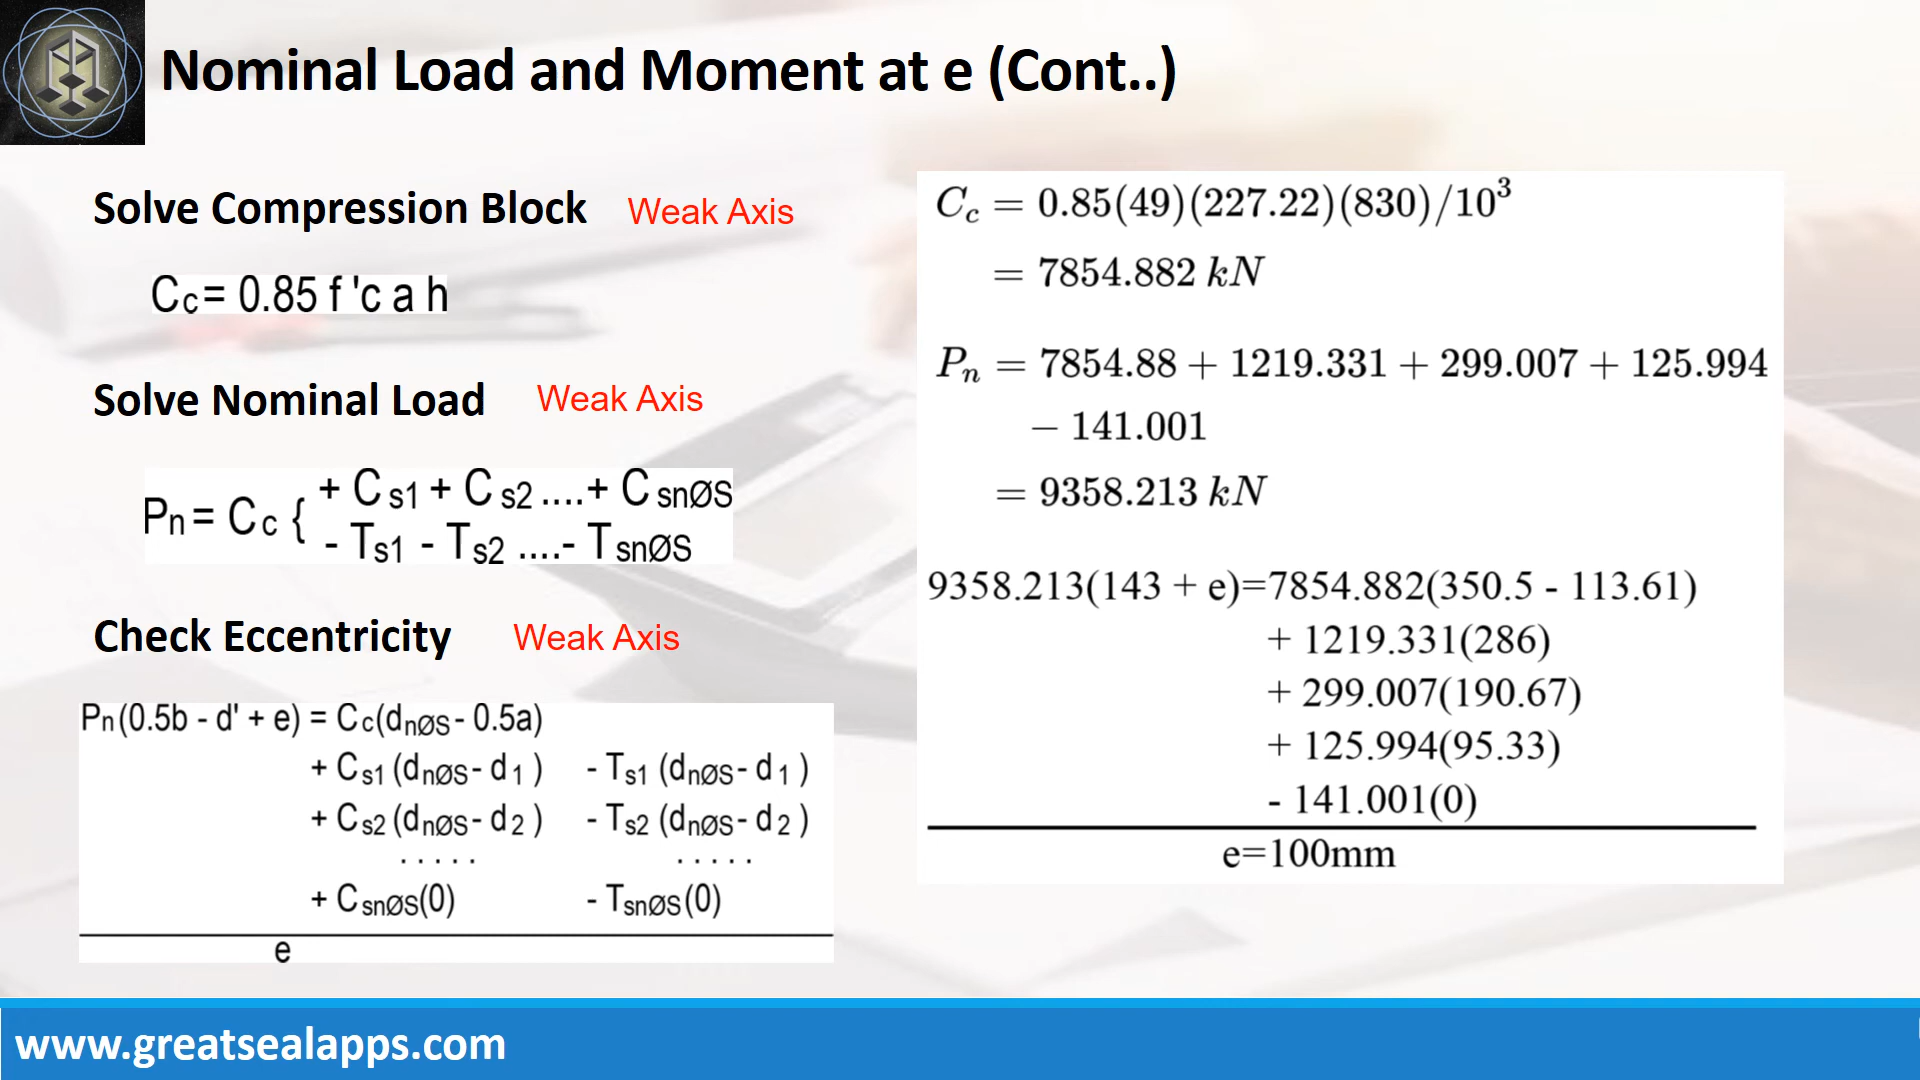 Nominal Load and Moment at e (Cont..)
Solve Compression Block Weak Axis
Cc= 0.85 f 'c a h
Solve Nominal Load Weak Axis
Pn= Cc { + Cs1 + Cs2 ....+ CsnØS
- Ts1 - Ts2 ....- TsnØS
Check Eccentricity Weak Axis
Pn(0.5b - d' + e) = Cc(dnØS- 0.5a)
+ Cs1 (dnØS- d1 ) - Ts1 (dnØS- d1 )
+ Cs2 (dnØS- d2 ) - Ts2 (dnØS- d2 )
. . . . . . . . . .
+ CsnØS(0) - TsnØS(0)
e
Cc = 0.85(49)(227.22)(830)/10³
= 7854.882 kN
Pn = 7854.88 + 1219.331 + 299.007 + 125.994
− 141.001
= 9358.213 kN
9358.213(143 + e)=7854.882(350.5 - 113.61)
+ 1219.331(286)
+ 299.007(190.67)
+ 125.994(95.33)
- 141.001(0)
e=100mm
www.greatsealapps.com